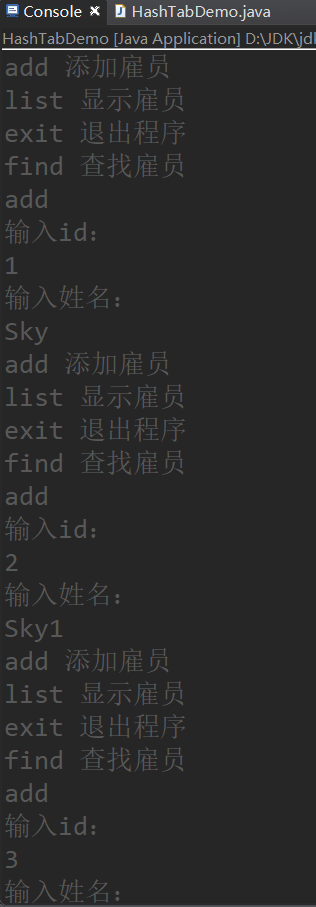 Console HashTabDemo.java
HashTabDemo [Java Application] D:\JDK\jd
add 添加雇员
list 显示雇员
exit 退出程序
find 查找雇员
add
输入id：
1
输入姓名：
Sky
add 添加雇员
list 显示雇员
exit 退出程序
find 查找雇员
add
输入id：
2
输入姓名：
Sky1
add 添加雇员
list 显示雇员
exit 退出程序
find 查找雇员
add
输入id：
3
输入姓名：